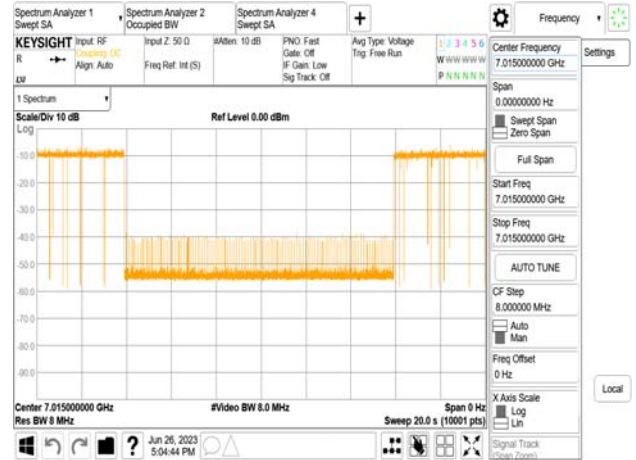 Spectrum Analyzer 1
Swept SA
Spectrum Analyzer 2
Occupied BW
Spectrum Analyzer 4
Swept SA
Frequency
KEYSIGHT
R
Input: RF
Coupling: DC
Align: Auto
Input Z: 50 Ω
Freq Ref: Int (S)
#Atten: 10 dB
PNO: Fast
Gate: Off
IF Gain: Low
Sig Track: Off
Avg Type: Voltage
Trig: Free Run
1 2 3 4 5 6
W W W W W W
P N N N N N
Center Frequency
7.015000000 GHz
Settings
Span
0.00000000 Hz
Swept Span
Zero Span
Full Span
Start Freq
7.015000000 GHz
Stop Freq
7.015000000 GHz
AUTO TUNE
CF Step
8.000000 MHz
Auto
Man
Freq Offset
0 Hz
X Axis Scale
Log
Lin
Signal Track
(Span Zoom)
Local
1 Spectrum
Scale/Div 10 dB
Ref Level 0.00 dBm
Log
-10.0
-20.0
-30.0
-40.0
-50.0
-60.0
-70.0
-80.0
-90.0
Center 7.015000000 GHz
Res BW 8 MHz
#Video BW 8.0 MHz
Span 0 Hz
Sweep 20.0 s (10001 pts)
?
Jun 26, 2023
5:04:44 PM